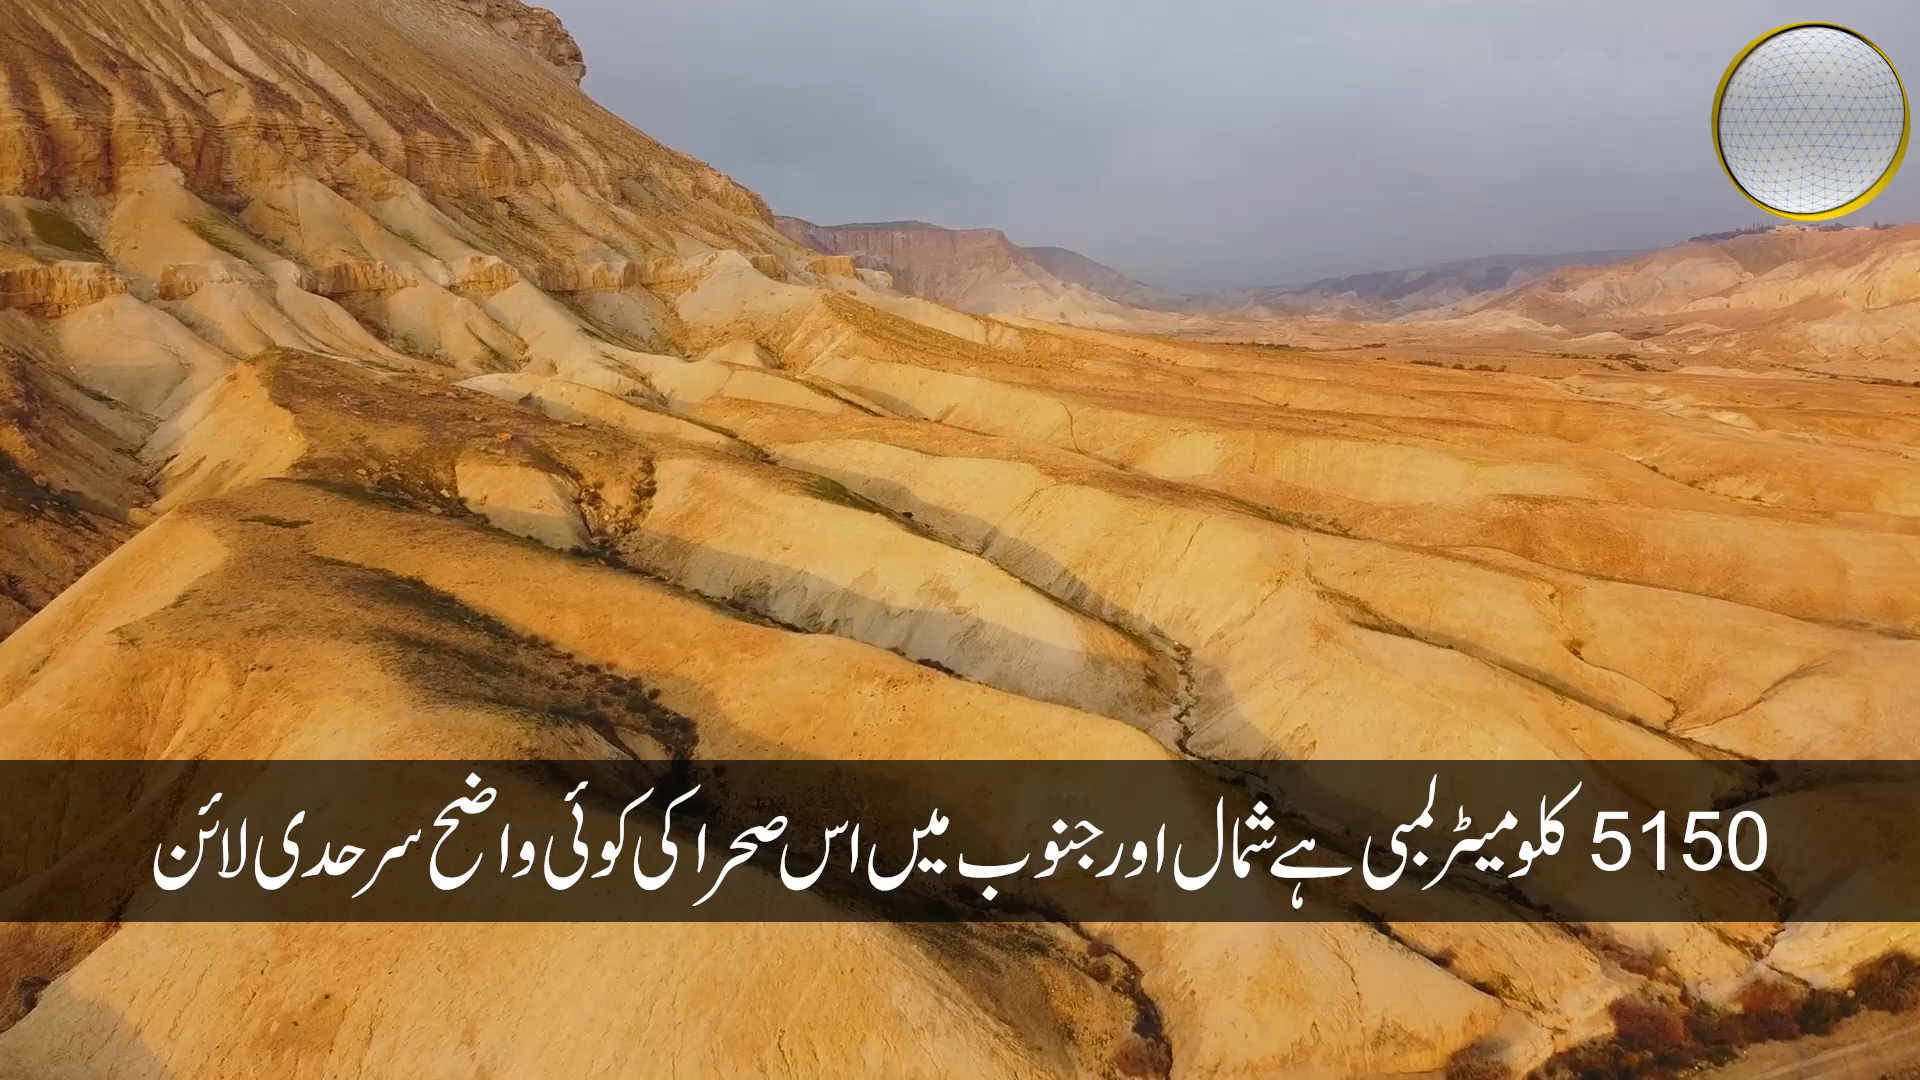 5150 کلومیٹر لمبی ہے شمال اور جنوب میں اس صحرا کی کوئی واضح سرحدی لائن